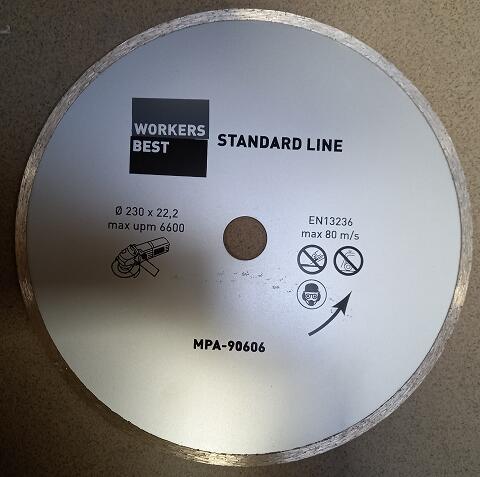 WORKERS
BEST
STANDARD LINE
Ø 230 x 22,2
max upm 6600
EN13236
max 80 m/s
MPA-90606